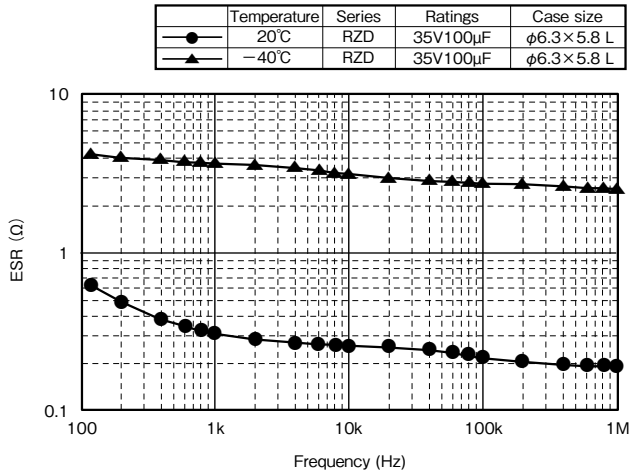 Temperature Series Ratings Case size
20℃ RZD 35V100μF φ6.3×5.8 L
−40℃ RZD 35V100μF φ6.3×5.8 L
10
1
0.1
ESR (Ω)
100 1k 10k 100k 1M
Frequency (Hz)